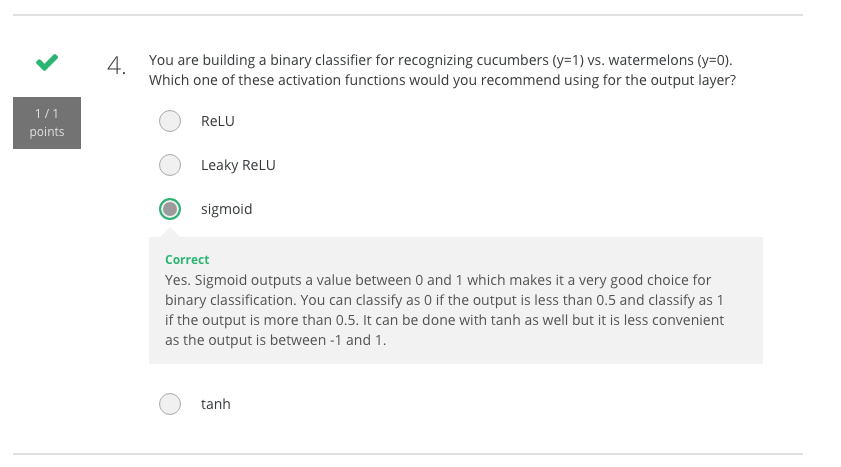 4.
You are building a binary classifier for recognizing cucumbers (y=1) vs. watermelons (y=0).
Which one of these activation functions would you recommend using for the output layer?
1 / 1
points
ReLU
Leaky ReLU
sigmoid
Correct
Yes. Sigmoid outputs a value between 0 and 1 which makes it a very good choice for
binary classification. You can classify as 0 if the output is less than 0.5 and classify as 1
if the output is more than 0.5. It can be done with tanh as well but it is less convenient
as the output is between -1 and 1.
tanh